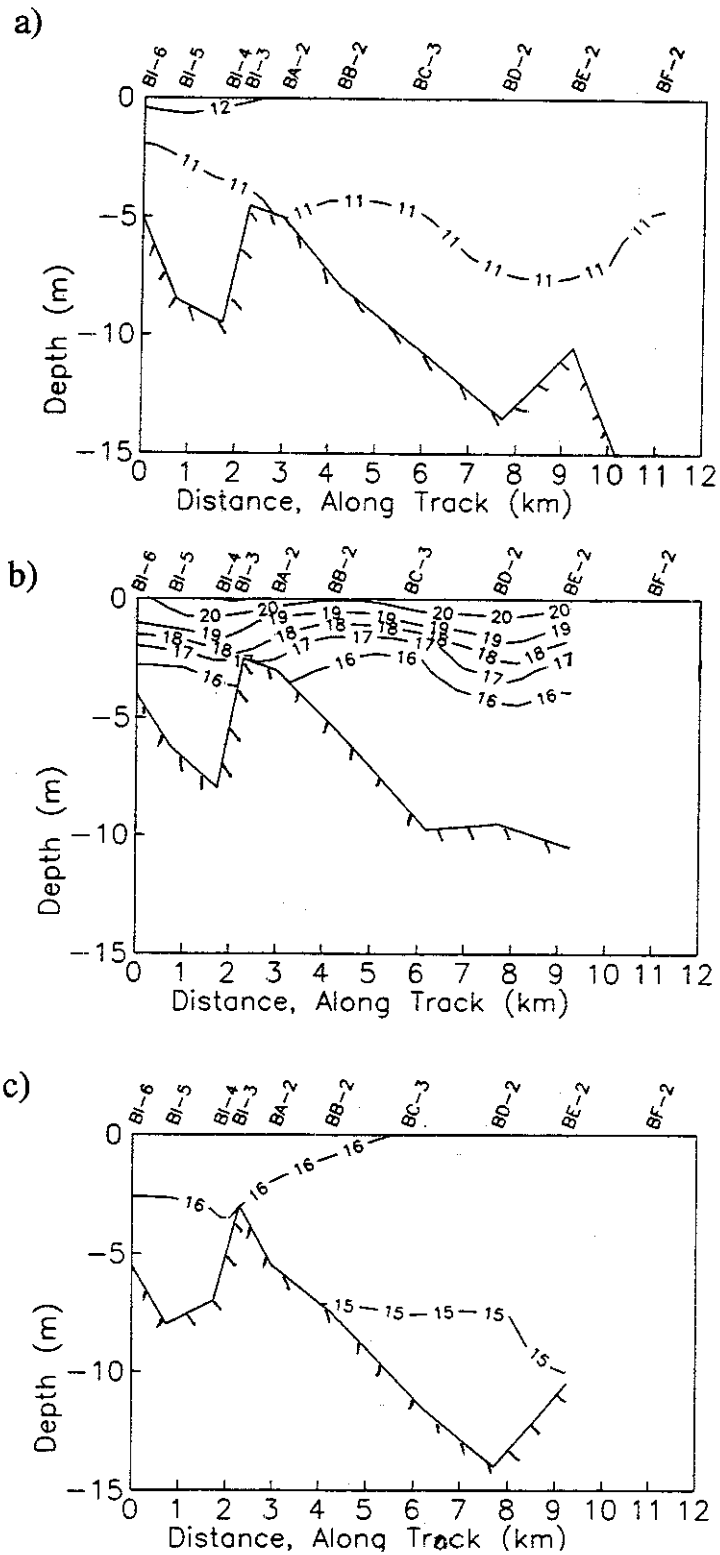 a)
BI-6 BI-5 BI-4 BI-3 BA-2 BB-2 BC-3 BD-2 BE-2 BF-2
0
12
11 11 11 11 11 11 11 11 11
-5
-10
-15
Depth (m)
0 1 2 3 4 5 6 7 8 9 10 11 12
Distance, Along Track (km)
b)
BI-6 BI-5 BI-4 BI-3 BA-2 BB-2 BC-3 BD-2 BE-2 BF-2
0
20 20 20 20 20
19 19 19 19 19
18 18 18 18 18 18
17 17 17 17 17
16 16 16 16 16
-5
-10
-15
Depth (m)
0 1 2 3 4 5 6 7 8 9 10 11 12
Distance, Along Track (km)
c)
BI-6 BI-5 BI-4 BI-3 BA-2 BB-2 BC-3 BD-2 BE-2 BF-2
0
16 16 16 16
-5
15 15 15 15 15
-10
-15
Depth (m)
0 1 2 3 4 5 6 7 8 9 10 11 12
Distance, Along Track (km)